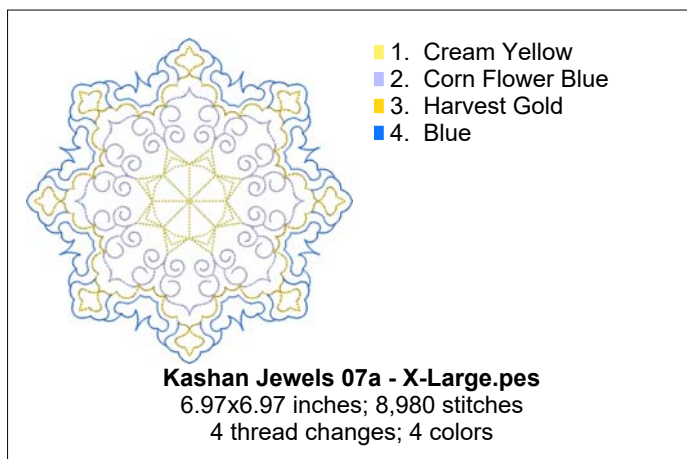 1. Cream Yellow
2. Corn Flower Blue
3. Harvest Gold
4. Blue
Kashan Jewels 07a - X-Large.pes
6.97x6.97 inches; 8,980 stitches
4 thread changes; 4 colors